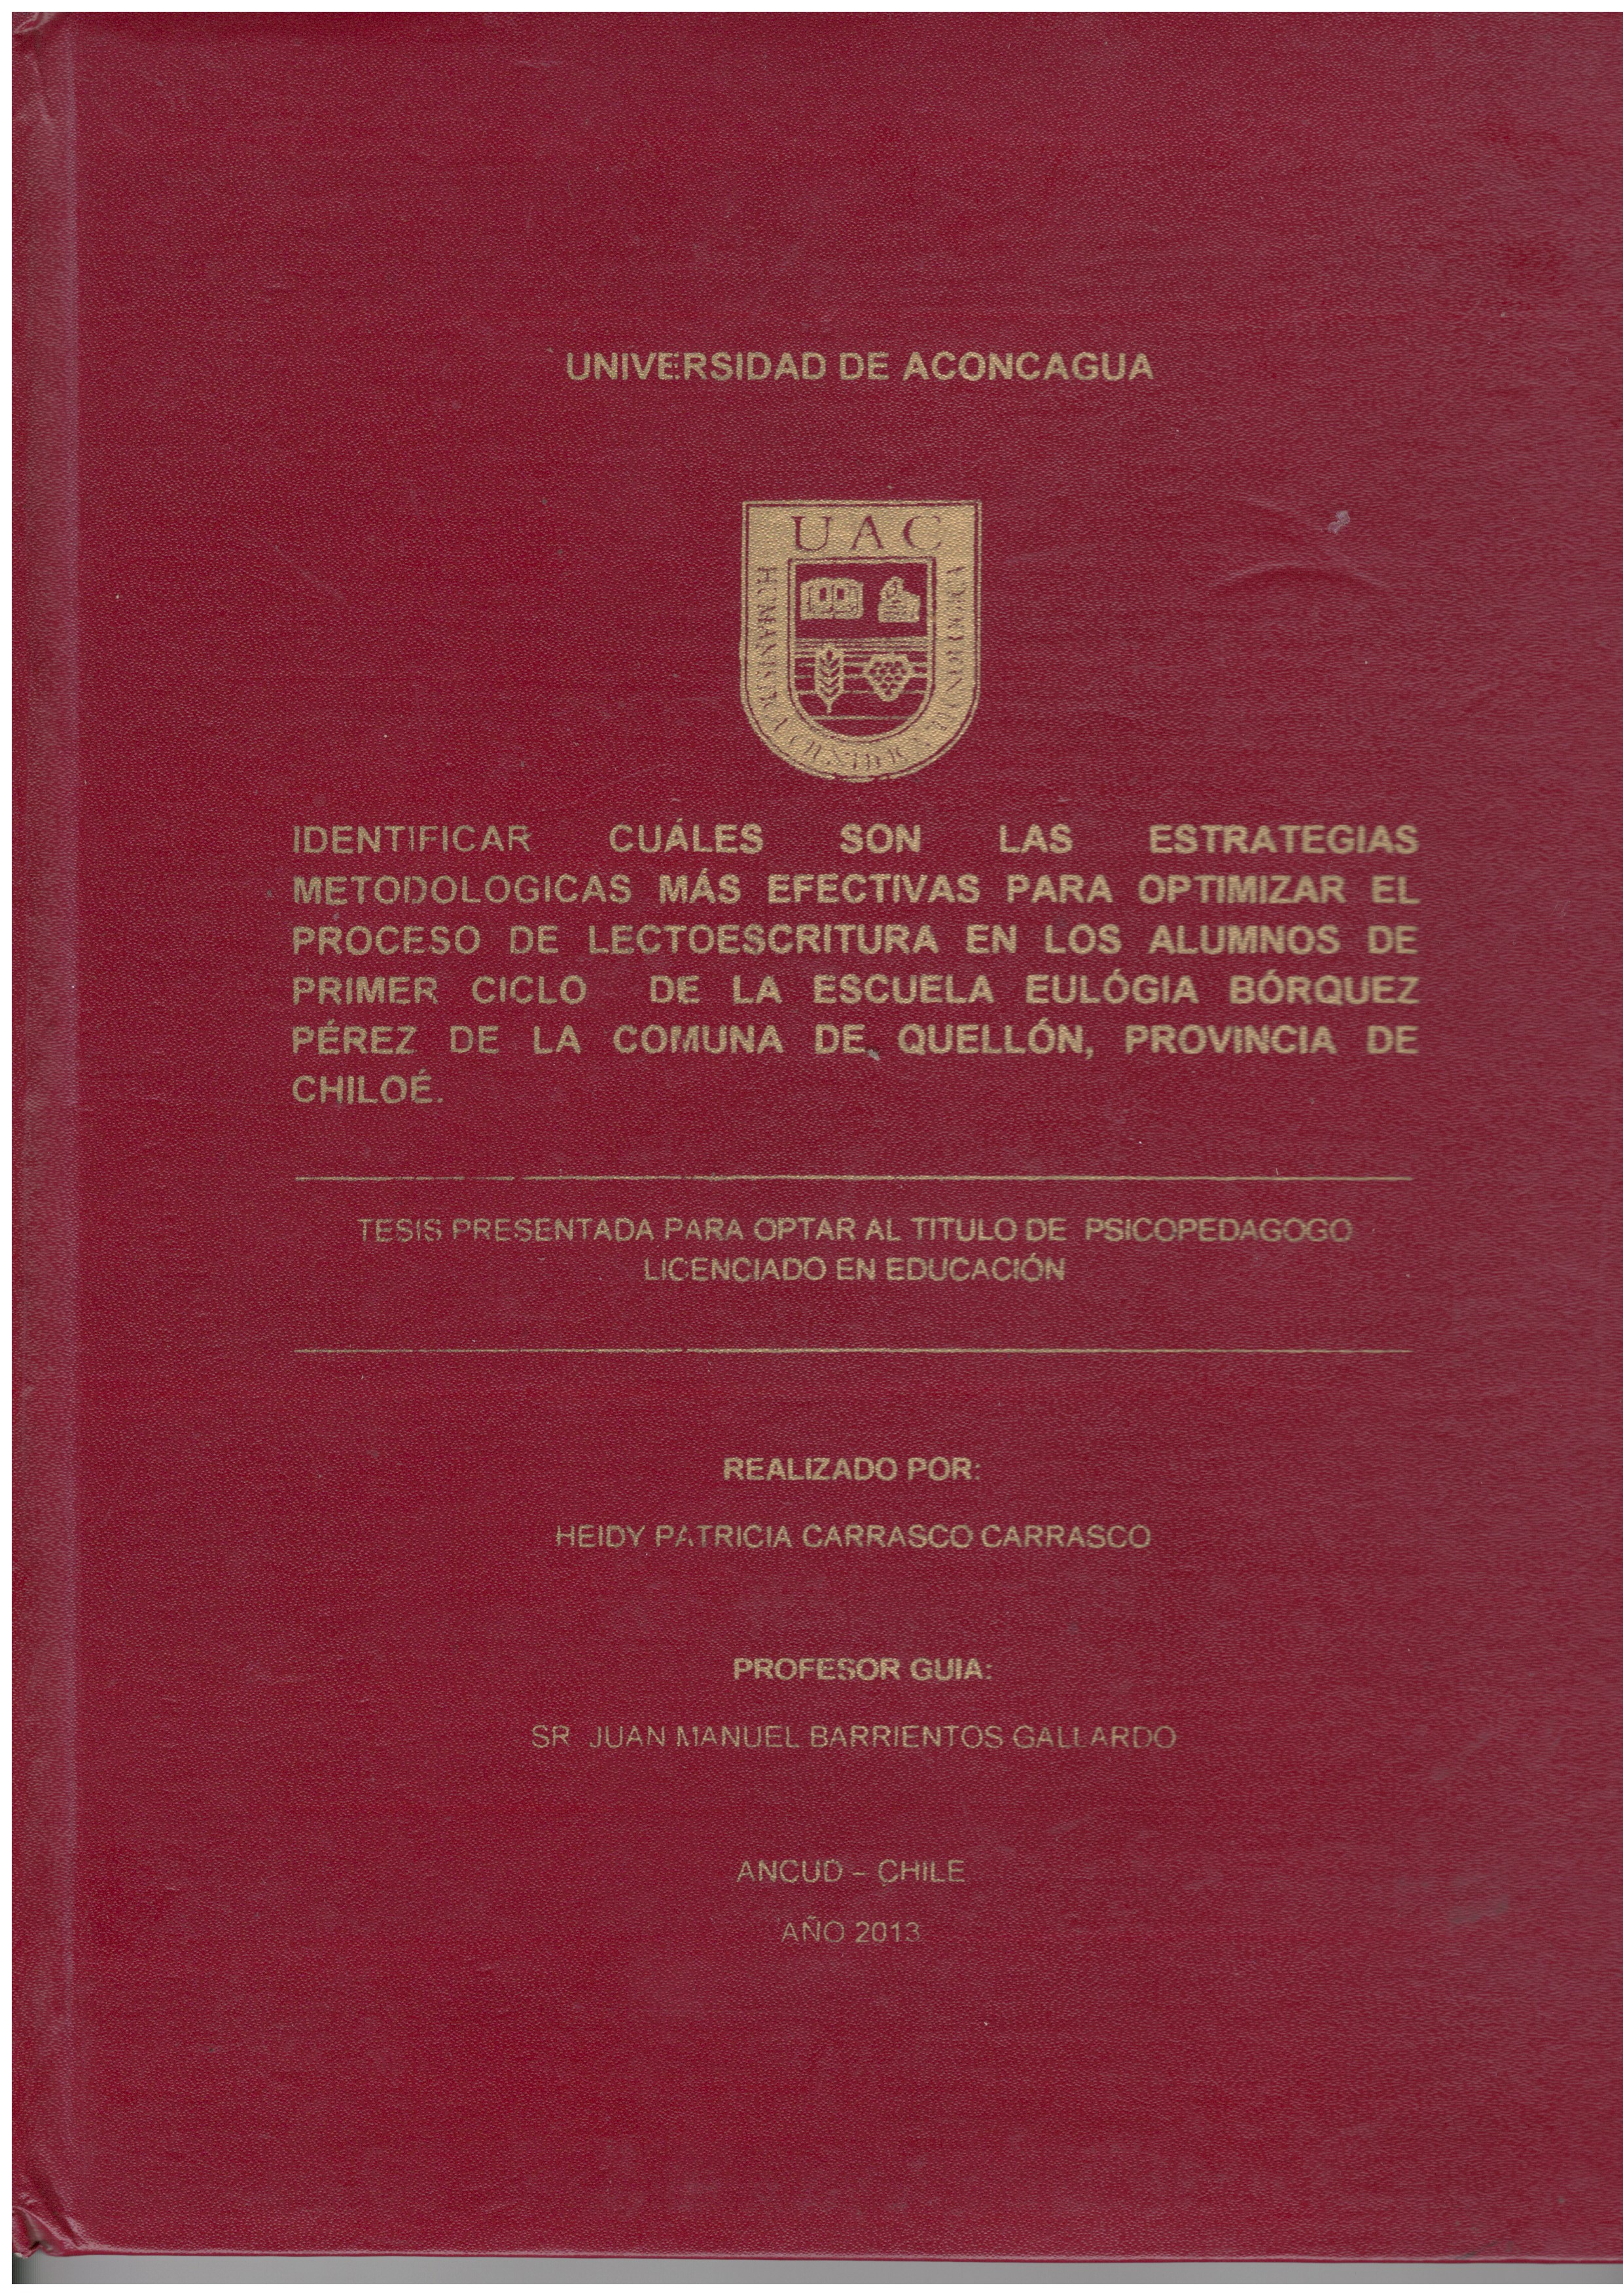 UNIVERSIDAD DE ACONCAGUA
UAC
HUMANISTICA CIENTIFICA TECNOLOGICA
IDENTIFICAR CUÁLES SON LAS ESTRATEGIAS
METODOLOGICAS MÁS EFECTIVAS PARA OPTIMIZAR EL
PROCESO DE LECTOESCRITURA EN LOS ALUMNOS DE
PRIMER CICLO DE LA ESCUELA EULÓGIA BÓRQUEZ
PÉREZ DE LA COMUNA DE QUELLÓN, PROVINCIA DE
CHILOÉ.
TESIS PRESENTADA PARA OPTAR AL TITULO DE PSICOPEDAGOGO
LICENCIADO EN EDUCACIÓN
REALIZADO POR:
HEIDY PATRICIA CARRASCO CARRASCO
PROFESOR GUIA:
SR JUAN MANUEL BARRIENTOS GALLARDO
ANCUD – CHILE
AÑO 2013